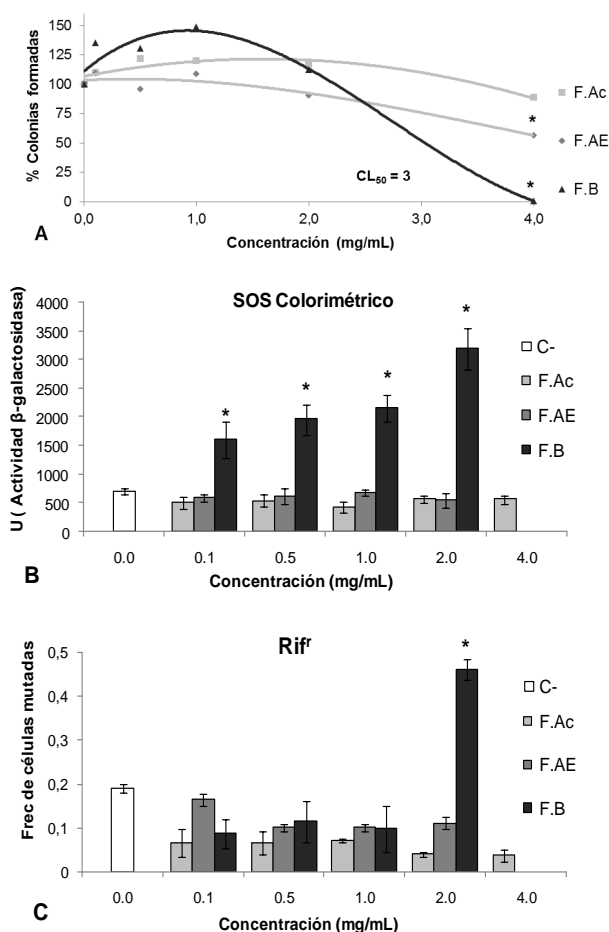 150
125
100
75
50
25
0
% Colonias formadas
0,0
1,0
2,0
3,0
4,0
Concentración (mg/mL)
CL50 = 3
*
*
F.Ac
F.AE
F.B
A
SOS Colorimétrico
4000
3500
3000
2500
2000
1500
1000
500
0
U ( Actividad β-galactosidasa)
*
*
*
*
C-
F.Ac
F.AE
F.B
0.0
0.1
0.5
1.0
2.0
4.0
Concentración (mg/mL)
B
Rifr
0,5
0,4
0,3
0,2
0,1
0
Frec de células mutadas
*
C-
F.Ac
F.AE
F.B
0.0
0.1
0.5
1.0
2.0
4.0
Concentración (mg/mL)
C